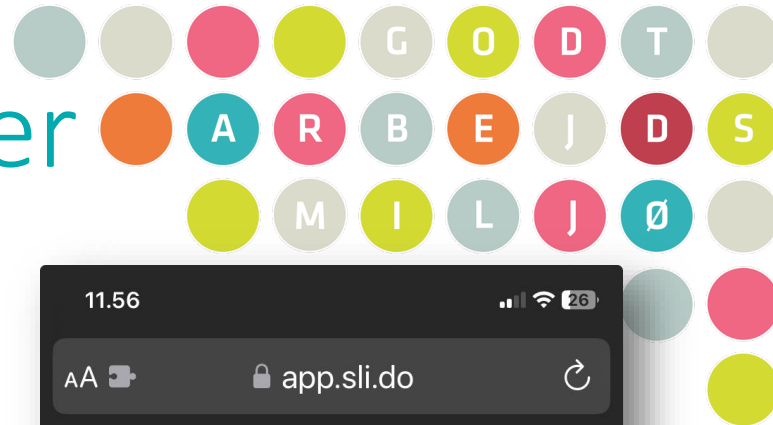 GODT
er
ARBEJDS
MILJØ
11.56
26
AA
app.sli.do